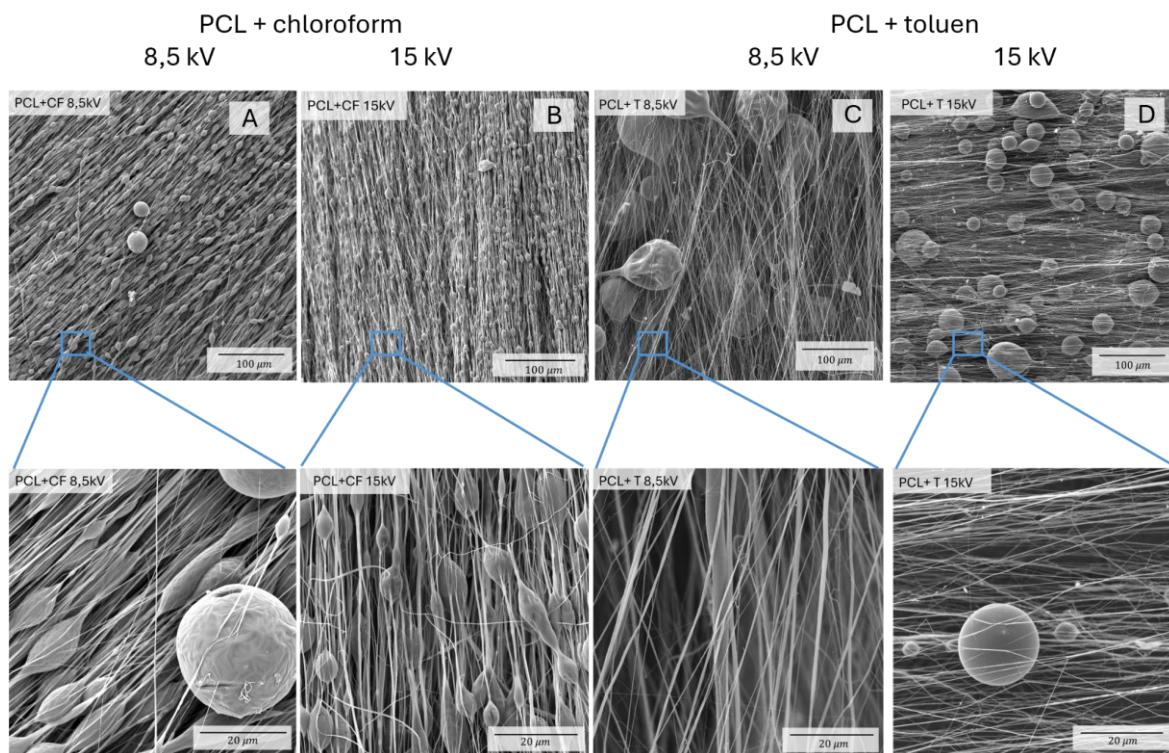 PCL + chloroform
PCL + toluen
8,5 kV
15 kV
8,5 kV
15 kV
PCL+CF 8,5kV
A
PCL+CF 15kV
B
PCL+ T 8,5kV
C
PCL+ T 15kV
D
100 μm
100 μm
100 μm
100 μm
PCL+CF 8,5kV
PCL+CF 15kV
PCL+ T 8,5kV
PCL+ T 15kV
20 μm
20 μm
20 μm
20 μm